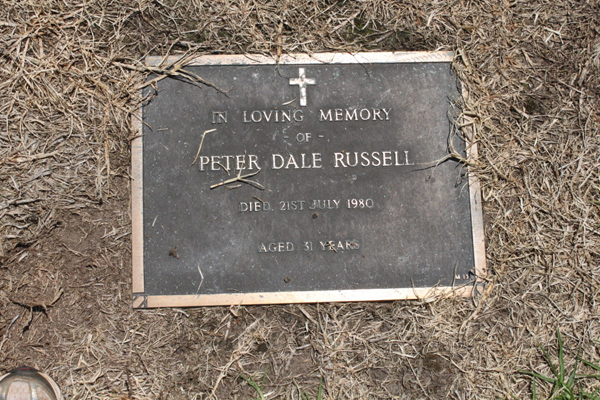 IN LOVING MEMORY
- OF -
PETER DALE RUSSELL
DIED 21ST JULY 1980
AGED 31 YEARS